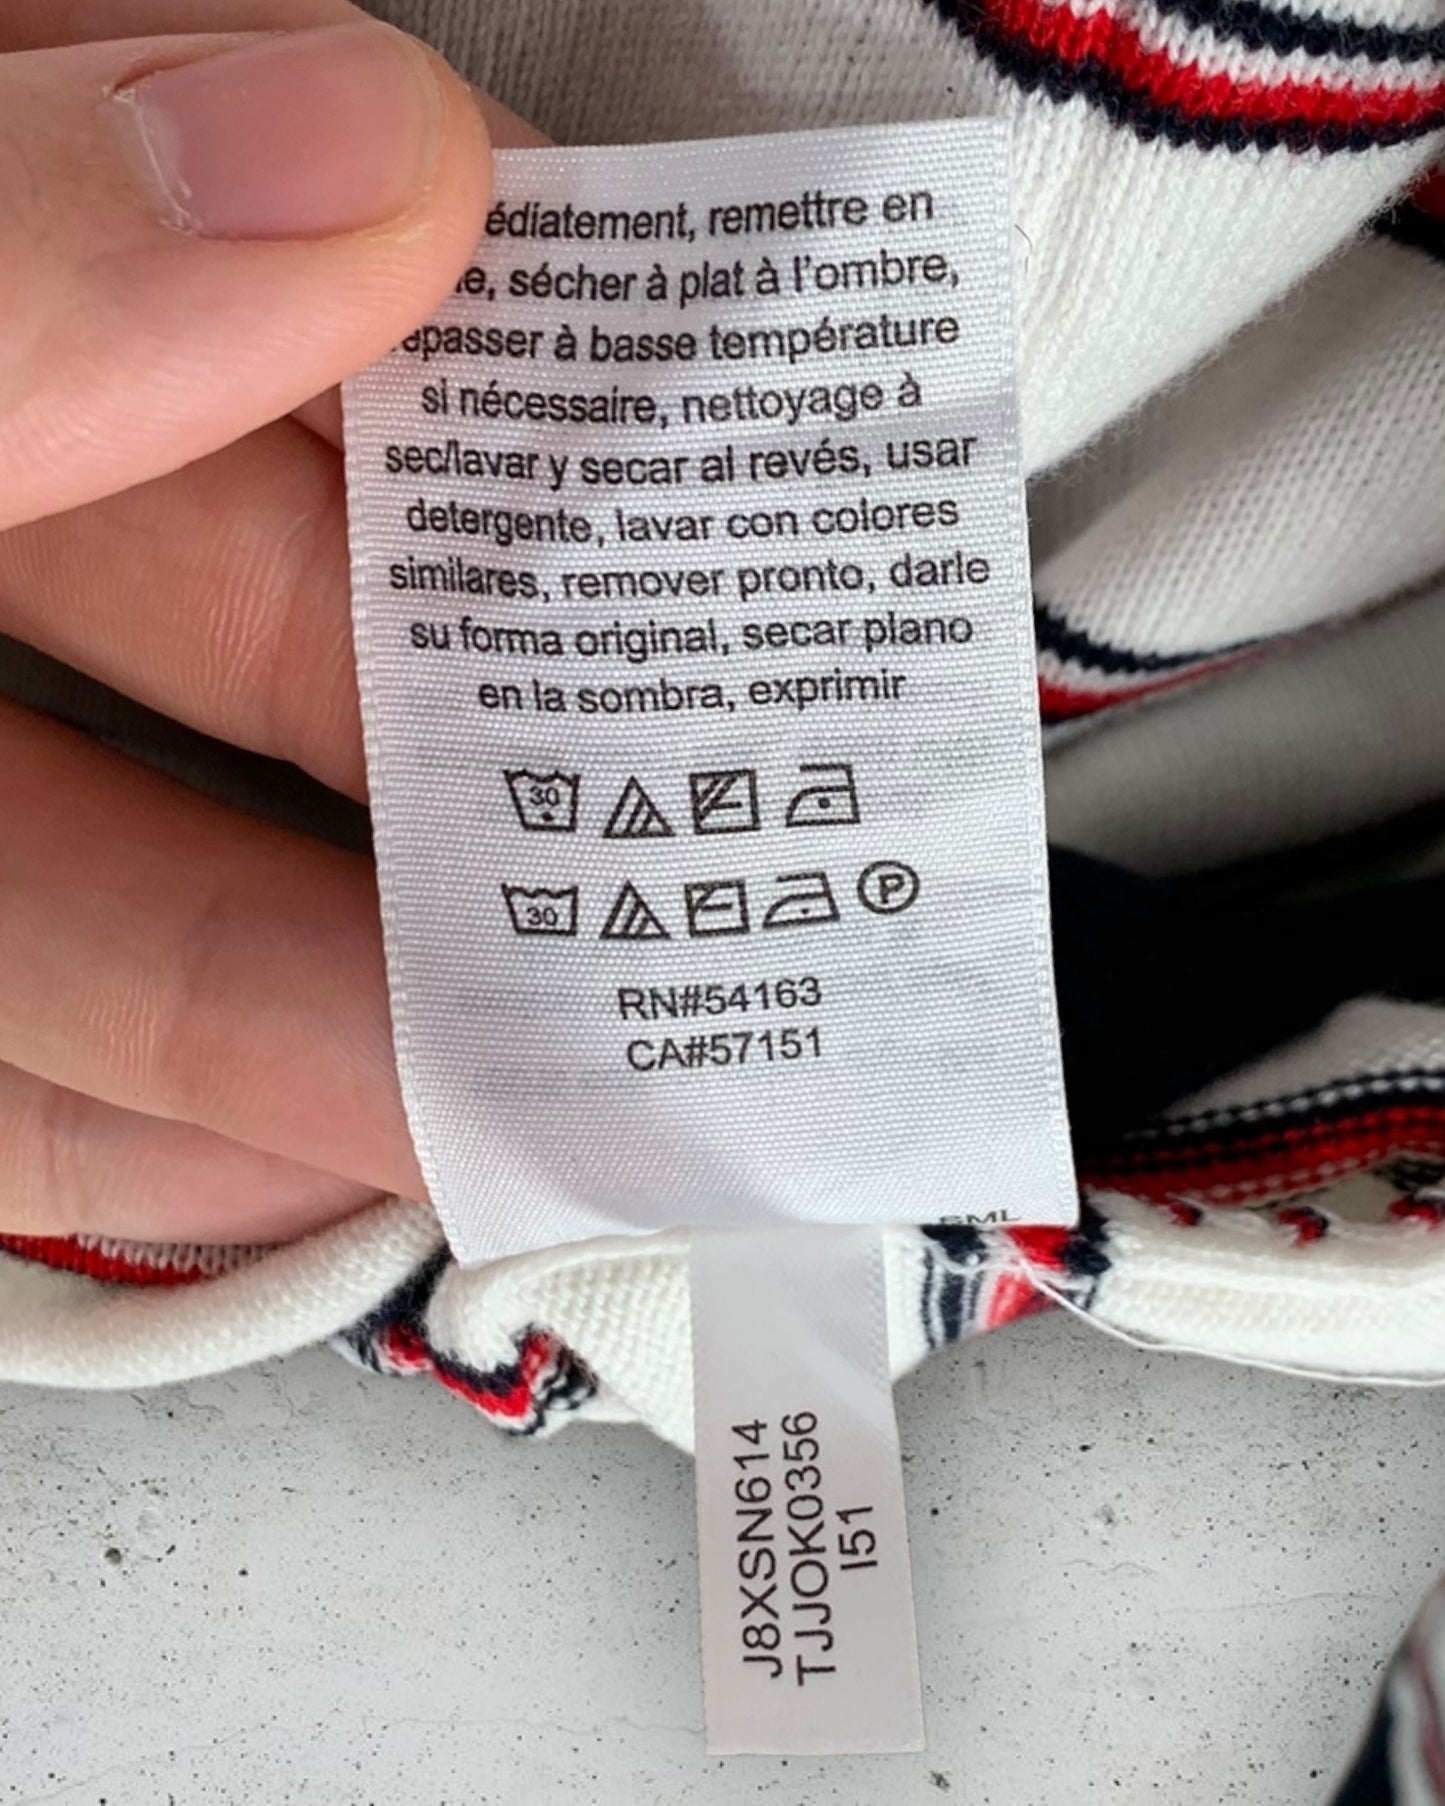 édiatement, remettre en
sécher à plat à l'ombre,
à basse température
si nécessaire, nettoyage à
sec/lavar y secar al revés, usar
detergente, lavar con colores
similares, remover pronto, darle
su forma original, secar plano
en la sombra, exprimir
30
30 P
RN#54163
CA#57151
J8XSN614
TJJOK0356
I51